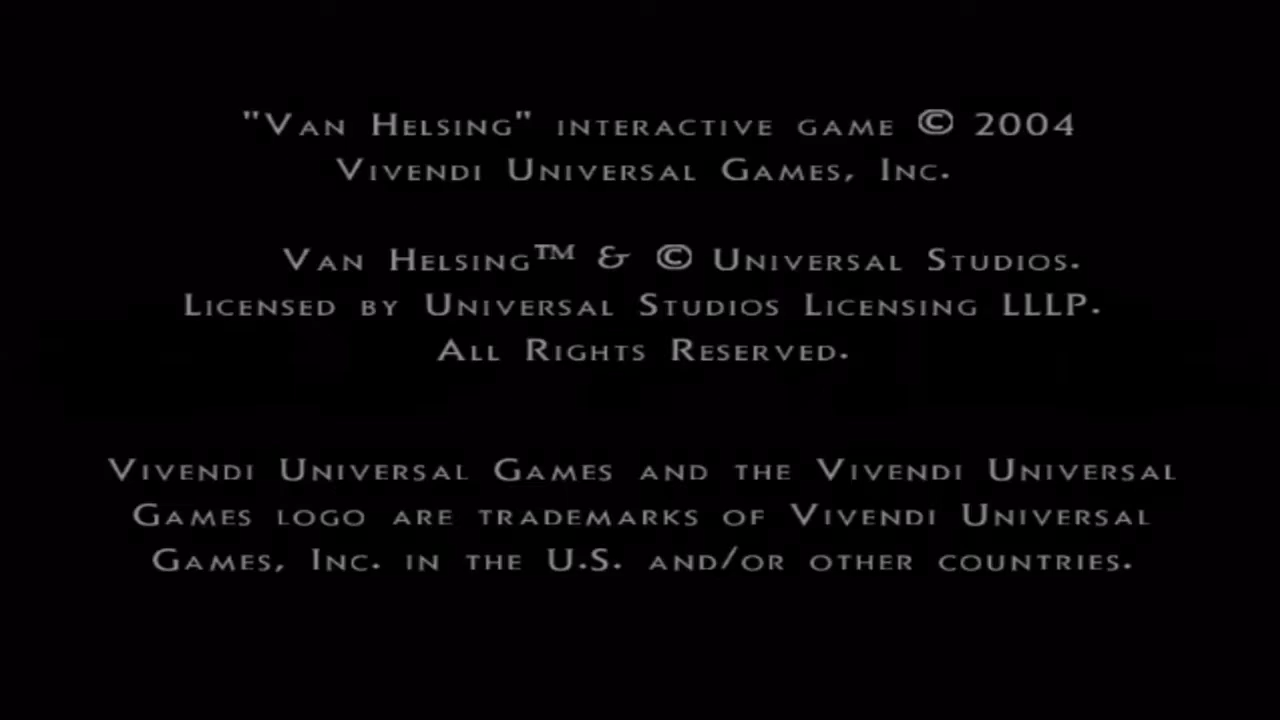 "Van Helsing" interactive game © 2004
Vivendi Universal Games, Inc.
Van Helsing™ & © Universal Studios.
Licensed by Universal Studios Licensing LLLP.
All Rights Reserved.
Vivendi Universal Games and the Vivendi Universal
Games logo are trademarks of Vivendi Universal
Games, Inc. in the U.S. and/or other countries.